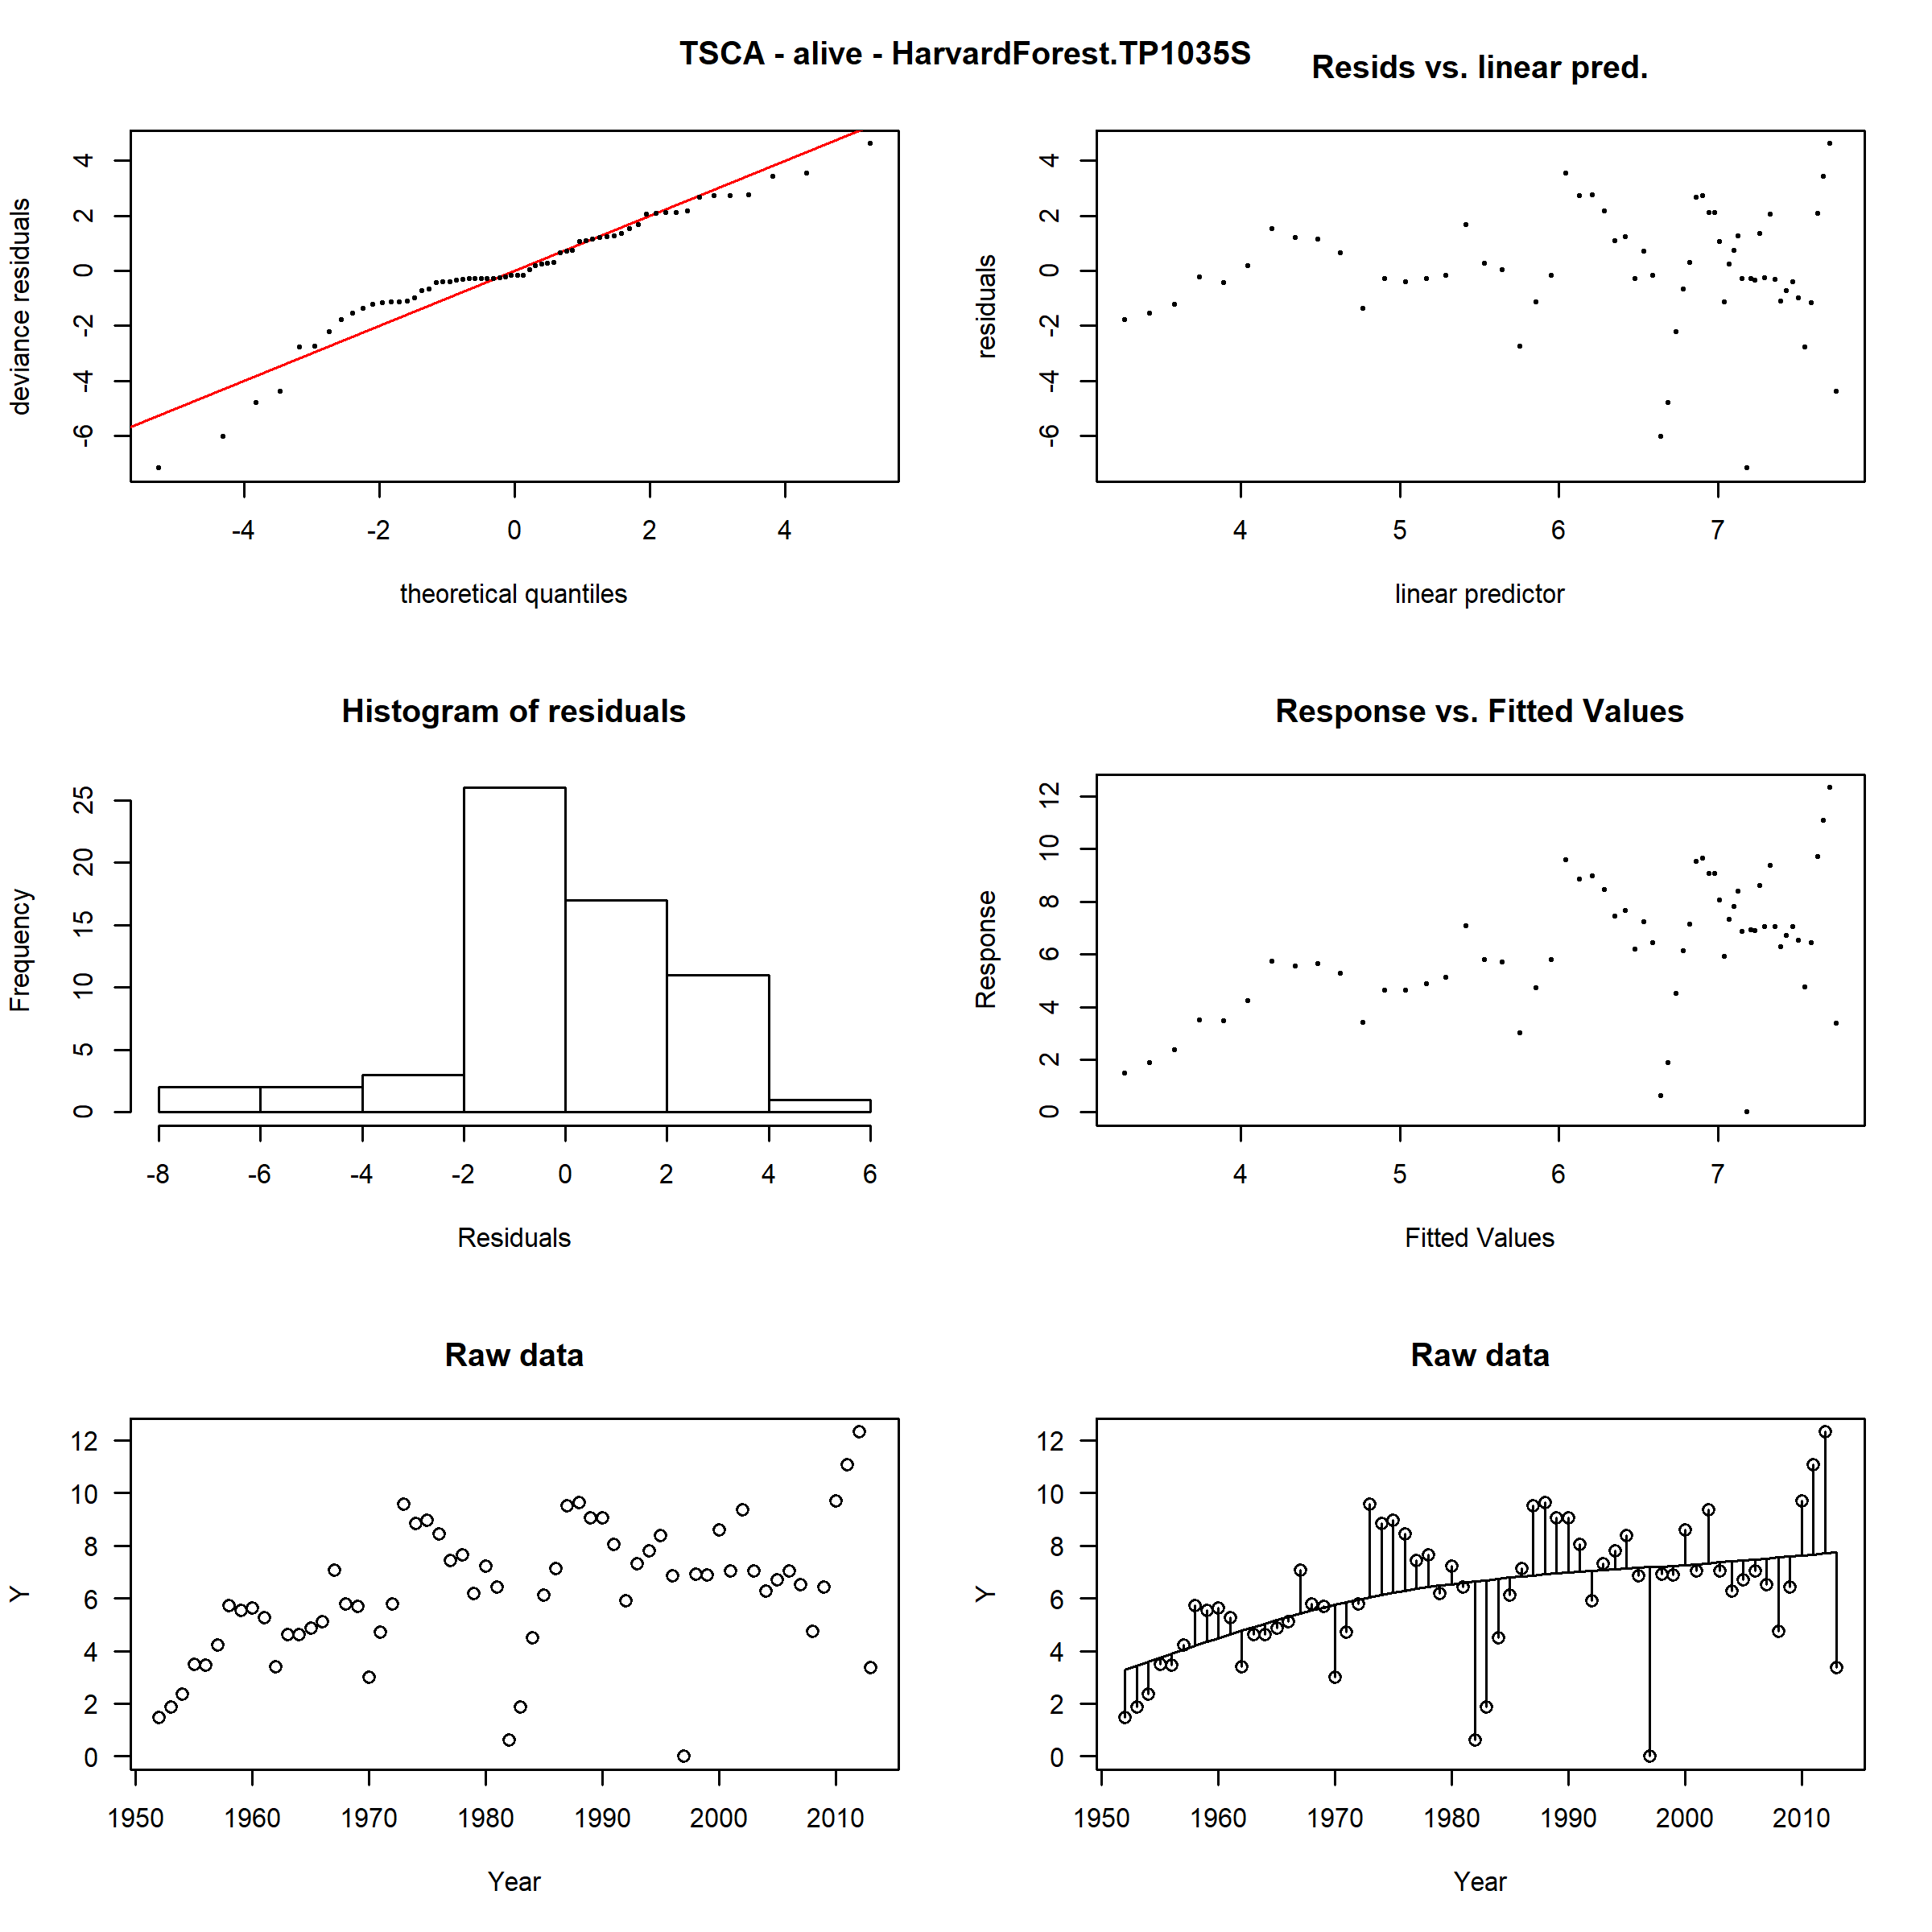 TSCA - alive - HarvardForest.TP1035S
Resids vs. linear pred.
deviance residuals
4
2
0
-2
-4
-6
-4 -2 0 2 4
theoretical quantiles
residuals
4
2
0
-2
-4
-6
4 5 6 7
linear predictor
Histogram of residuals
Frequency
25
20
15
10
5
0
-8 -6 -4 -2 0 2 4 6
Residuals
Response vs. Fitted Values
Response
12
10
8
6
4
2
0
4 5 6 7
Fitted Values
Raw data
Y
12
10
8
6
4
2
0
1950 1960 1970 1980 1990 2000 2010
Year
Raw data
Y
12
10
8
6
4
2
0
1950 1960 1970 1980 1990 2000 2010
Year